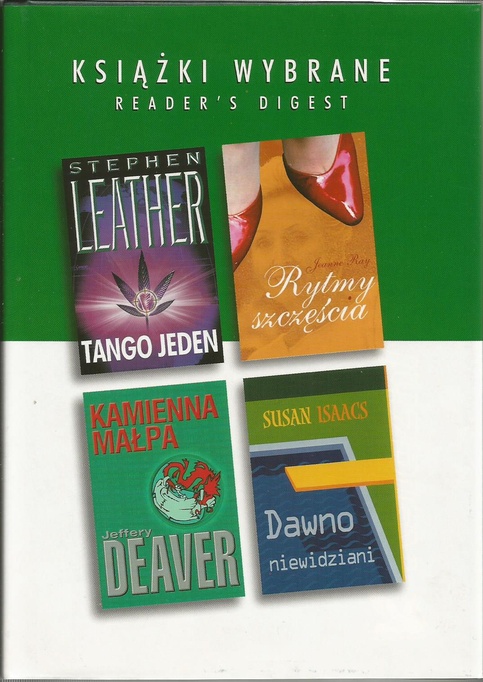 KSIĄŻKI WYBRANE
READER'S DIGEST
STEPHEN
LEATHER
TANGO JEDEN
Jeanne Ray
Rytmy
szczęścia
KAMIENNA
MAŁPA
Jeffery
DEAVER
SUSAN ISAACS
Dawno
niewidziani